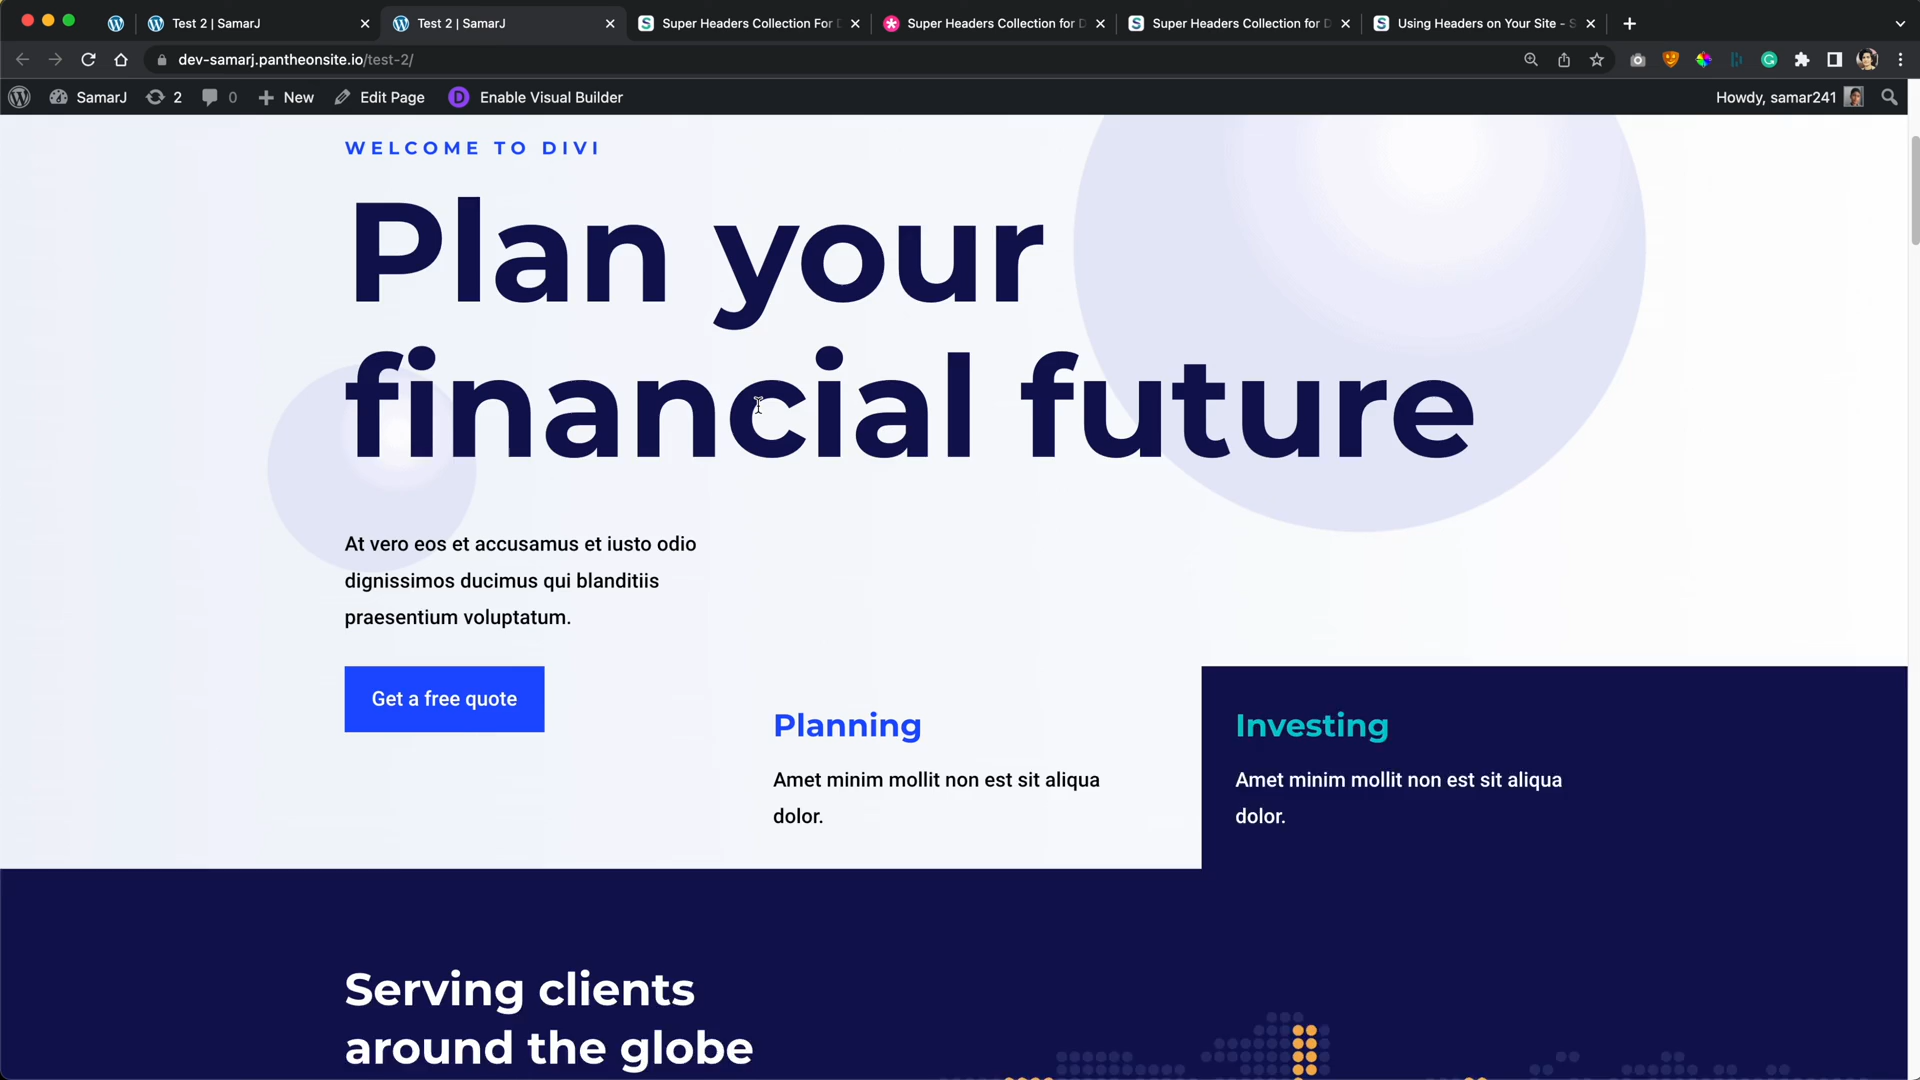 Test 2 | SamarJ
Test 2 | SamarJ
Super Headers Collection For D
Super Headers Collection for D
Super Headers Collection for D
Using Headers on Your Site - S
dev-samarj.pantheonsite.io/test-2/
SamarJ
2
0
New
Edit Page
D
Enable Visual Builder
Howdy, samar241
WELCOME TO DIVI
Plan your
financial future
At vero eos et accusamus et iusto odio
dignissimos ducimus qui blanditiis
praesentium voluptatum.
Get a free quote
Planning
Amet minim mollit non est sit aliqua
dolor.
Investing
Amet minim mollit non est sit aliqua
dolor.
Serving clients
around the globe